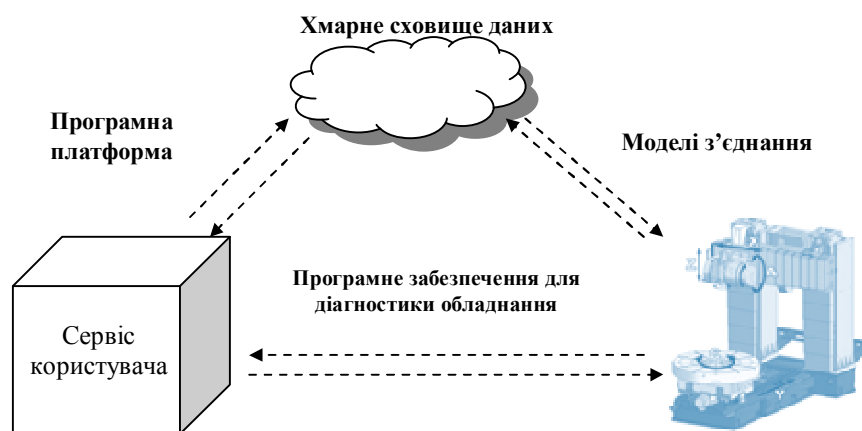 Хмарне сховище даних
Програмна
платформа
Моделі з’єднання
Програмне забезпечення для
діагностики обладнання
Сервіс
користувача